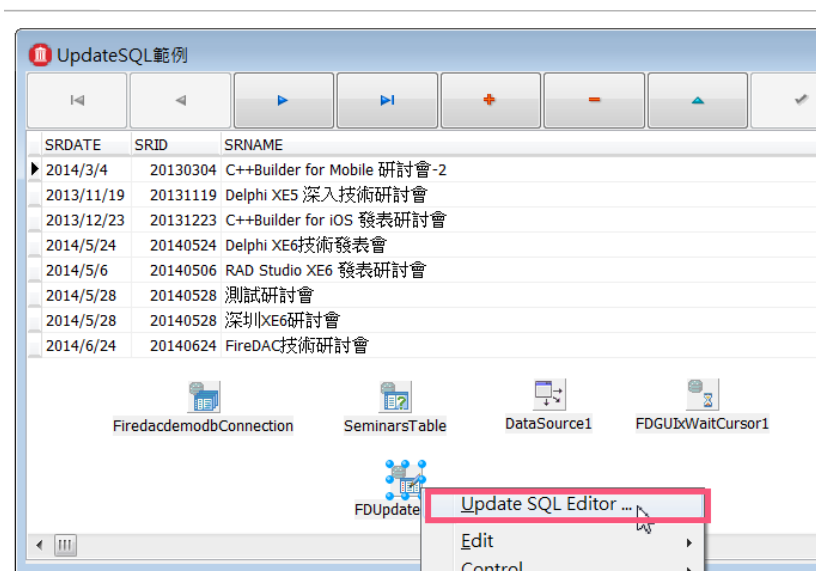 UpdateSQL範例
SRDATE SRID SRNAME
2014/3/4 20130304 C++Builder for Mobile 研討會-2
2013/11/19 20131119 Delphi XE5 深入技術研討會
2013/12/23 20131223 C++Builder for iOS 發表研討會
2014/5/24 20140524 Delphi XE6技術發表會
2014/5/6 20140506 RAD Studio XE6 發表研討會
2014/5/28 20140528 測試研討會
2014/5/28 20140528 深圳XE6研討會
2014/6/24 20140624 FireDAC技術研討會
FiredacdemodbConnection SeminarsTable DataSource1 FDGUIxWaitCursor1
FDUpdate
Update SQL Editor ...
Edit
Control